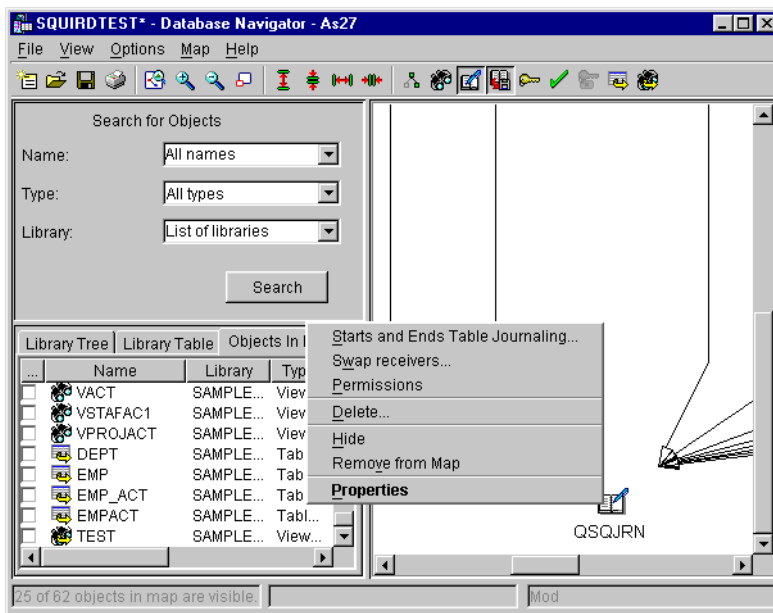 SQUIRDTEST* - Database Navigator - As27
File View Options Map Help
Search for Objects
Name: All names
Type: All types
Library: List of libraries
Search
Library Tree Library Table Objects In
... Name Library Typ
VACT SAMPLE... View
VSTAFAC1 SAMPLE... View
VPROJACT SAMPLE... View
DEPT SAMPLE... Tab
EMP SAMPLE... Tab
EMP_ACT SAMPLE... Tab
EMPACT SAMPLE... Tabl...
TEST SAMPLE... View...
Starts and Ends Table Journaling...
Swap receivers...
Permissions
Delete...
Hide
Remove from Map
Properties
QSQJRN
25 of 62 objects in map are visible.
Mod